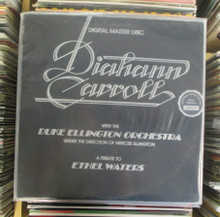 DIGITAL MASTER DISC
Diahann
Carroll
WITH THE
DUKE ELLINGTON ORCHESTRA
UNDER THE DIRECTION OF MERCER ELLINGTON
A TRIBUTE TO
ETHEL WATERS